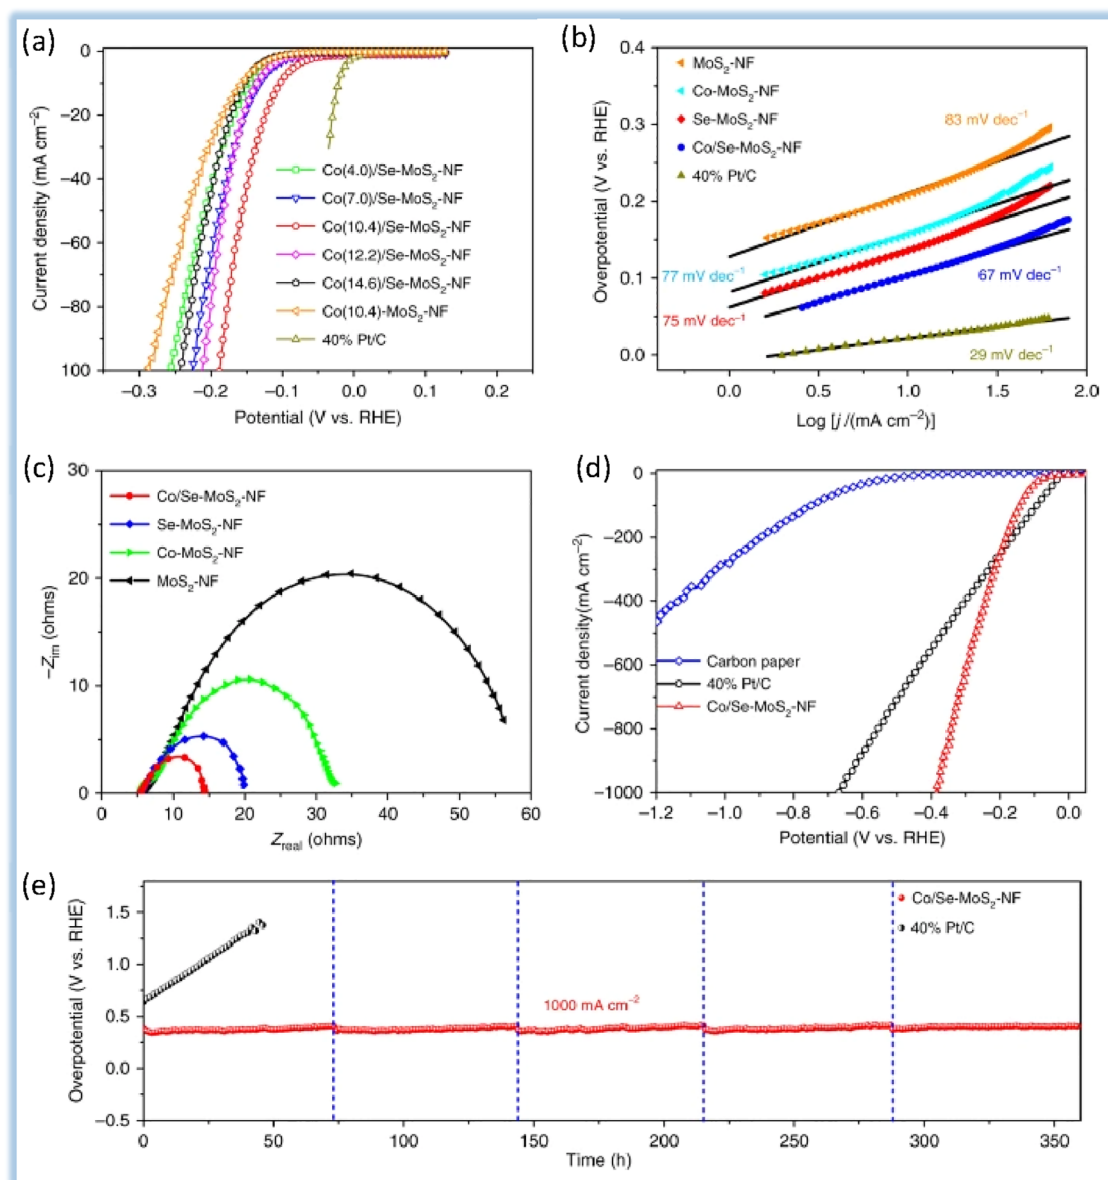 (a)
0
−20
−40
−60
−80
100
Current density (mA cm⁻²)
Co(4.0)/Se-MoS₂-NF
Co(7.0)/Se-MoS₂-NF
Co(10.4)/Se-MoS₂-NF
Co(12.2)/Se-MoS₂-NF
Co(14.6)/Se-MoS₂-NF
Co(10.4)-MoS₂-NF
40% Pt/C
−0.3 −0.2 −0.1 0.0 0.1 0.2
Potential (V vs. RHE)
(b)
0.4
0.3
0.2
0.1
0.0
Overpotential (V vs. RHE)
MoS₂-NF
Co-MoS₂-NF
Se-MoS₂-NF
Co/Se-MoS₂-NF
40% Pt/C
83 mV dec⁻¹
77 mV dec⁻¹
67 mV dec⁻¹
75 mV dec⁻¹
29 mV dec⁻¹
0.0 0.5 1.0 1.5 2.0
Log [j /(mA cm⁻²)]
(c)
30
20
10
0
−Zim (ohms)
Co/Se-MoS₂-NF
Se-MoS₂-NF
Co-MoS₂-NF
MoS₂-NF
0 10 20 30 40 50 60
Zreal (ohms)
(d)
0
−200
−400
−600
−800
−1000
Current density(mA cm⁻²)
Carbon paper
40% Pt/C
Co/Se-MoS₂-NF
−1.2 −1.0 −0.8 −0.6 −0.4 −0.2 0.0
Potential (V vs. RHE)
(e)
1.5
1.0
0.5
0.0
−0.5
Overpotential (V vs. RHE)
Co/Se-MoS₂-NF
40% Pt/C
1000 mA cm⁻²
0 50 100 150 200 250 300 350
Time (h)